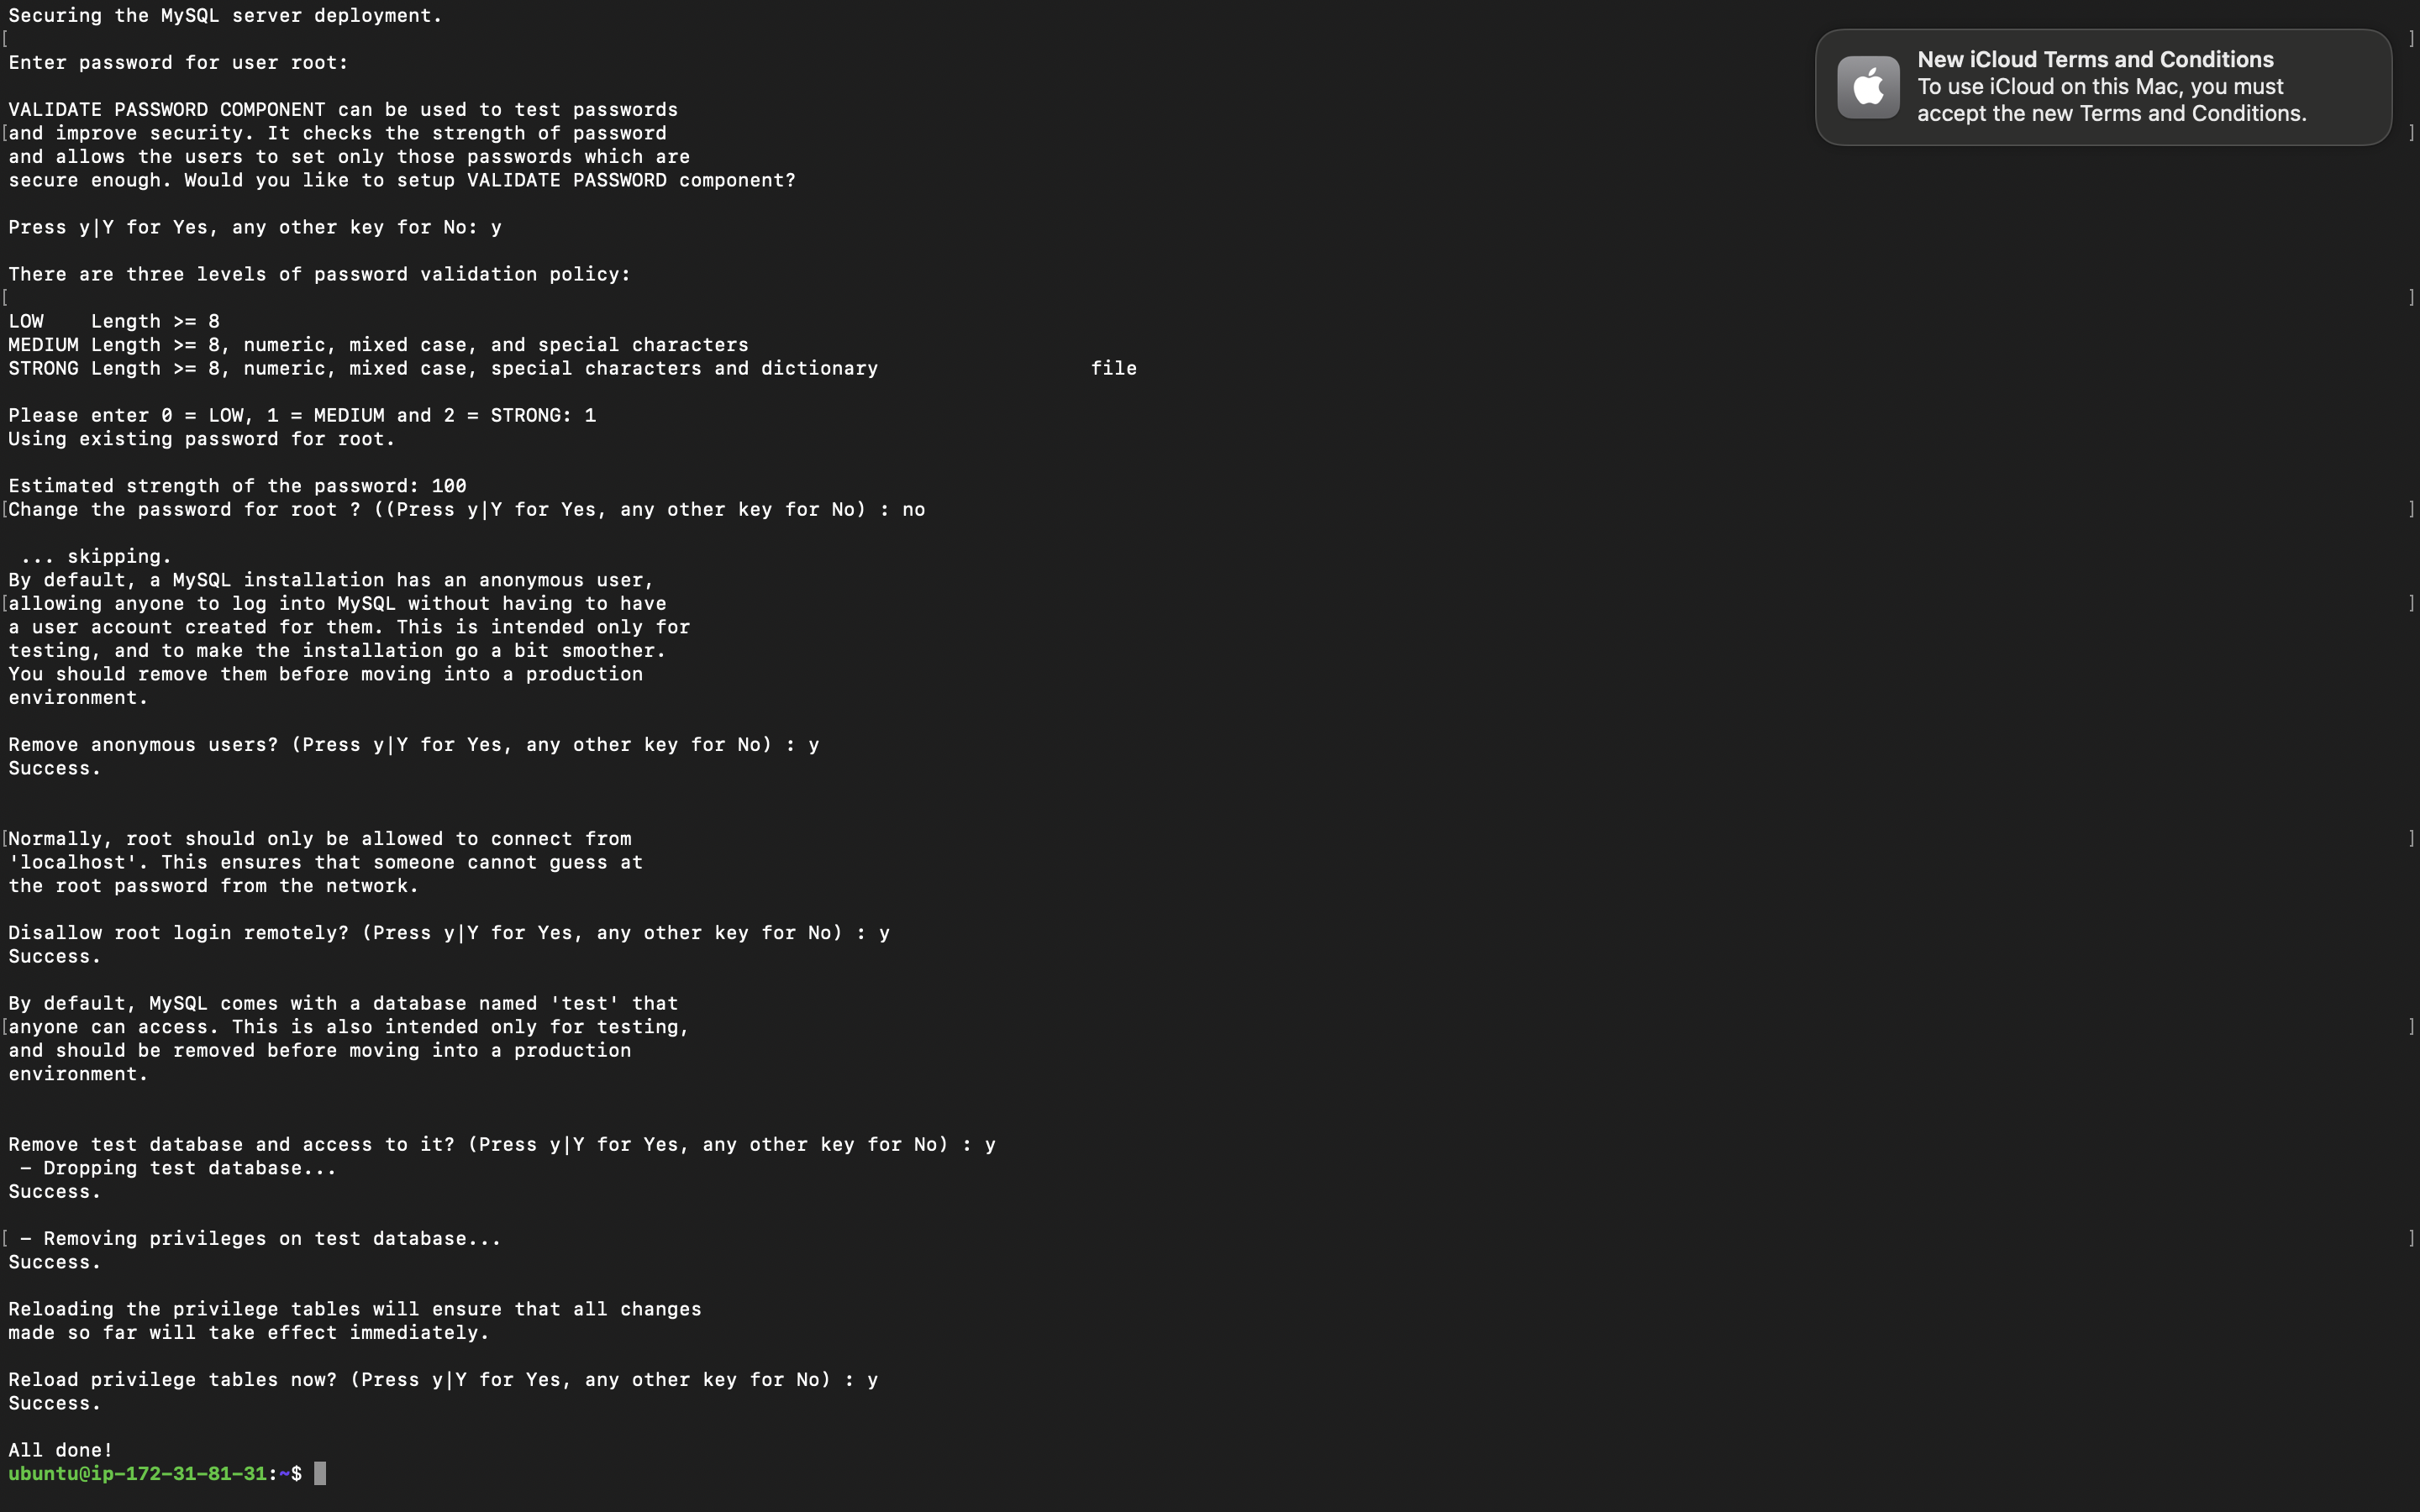 Securing the MySQL server deployment.
[ ]
Enter password for user root:
New iCloud Terms and Conditions
To use iCloud on this Mac, you must
accept the new Terms and Conditions.
VALIDATE PASSWORD COMPONENT can be used to test passwords
[and improve security. It checks the strength of password ]
and allows the users to set only those passwords which are
secure enough. Would you like to setup VALIDATE PASSWORD component?
Press y|Y for Yes, any other key for No: y
There are three levels of password validation policy:
[ ]
LOW    Length >= 8
MEDIUM Length >= 8, numeric, mixed case, and special characters
STRONG Length >= 8, numeric, mixed case, special characters and dictionary                  file
Please enter 0 = LOW, 1 = MEDIUM and 2 = STRONG: 1
Using existing password for root.
Estimated strength of the password: 100
[Change the password for root ? ((Press y|Y for Yes, any other key for No) : no ]
... skipping.
By default, a MySQL installation has an anonymous user,
[allowing anyone to log into MySQL without having to have ]
a user account created for them. This is intended only for
testing, and to make the installation go a bit smoother.
You should remove them before moving into a production
environment.
Remove anonymous users? (Press y|Y for Yes, any other key for No) : y
Success.
[Normally, root should only be allowed to connect from ]
'localhost'. This ensures that someone cannot guess at
the root password from the network.
Disallow root login remotely? (Press y|Y for Yes, any other key for No) : y
Success.
By default, MySQL comes with a database named 'test' that
[anyone can access. This is also intended only for testing, ]
and should be removed before moving into a production
environment.
Remove test database and access to it? (Press y|Y for Yes, any other key for No) : y
- Dropping test database...
Success.
[ - Removing privileges on test database... ]
Success.
Reloading the privilege tables will ensure that all changes
made so far will take effect immediately.
Reload privilege tables now? (Press y|Y for Yes, any other key for No) : y
Success.
All done!
ubuntu@ip-172-31-81-31:~$